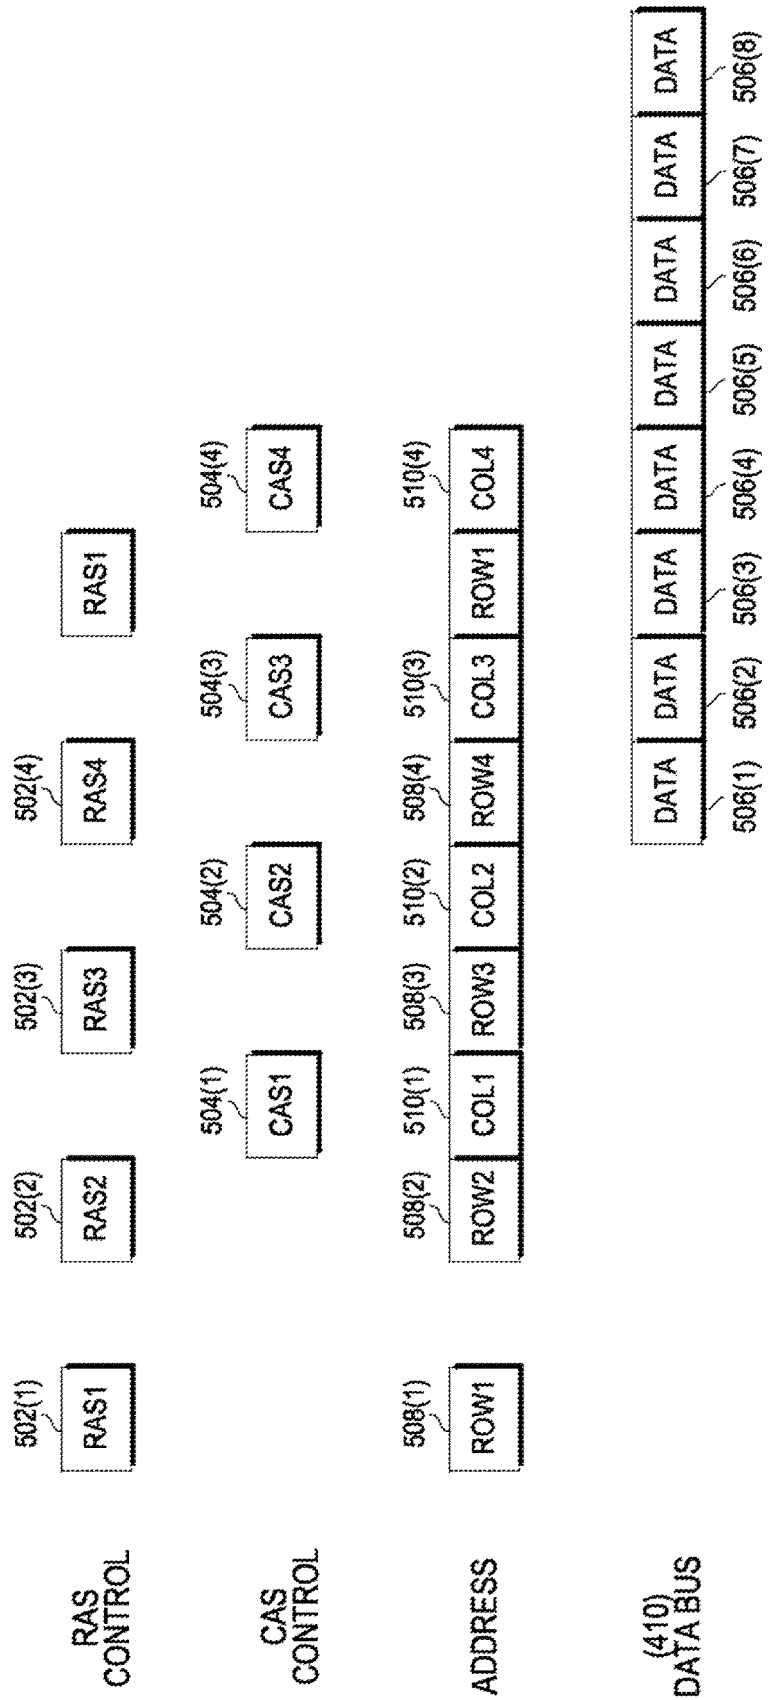 502(1) 502(2) 502(3) 502(4)
RAS
CONTROL
RAS1 RAS2 RAS3 RAS4 RAS1
504(1) 504(2) 504(3) 504(4)
CAS
CONTROL
CAS1 CAS2 CAS3 CAS4
508(1) 508(2) 510(1) 508(3) 510(2) 508(4) 510(3) 510(4)
ADDRESS
ROW1 ROW2 COL1 ROW3 COL2 ROW4 COL3 ROW1 COL4
(410)
DATA BUS
DATA DATA DATA DATA DATA DATA DATA DATA
506(1) 506(2) 506(3) 506(4) 506(5) 506(6) 506(7) 506(8)